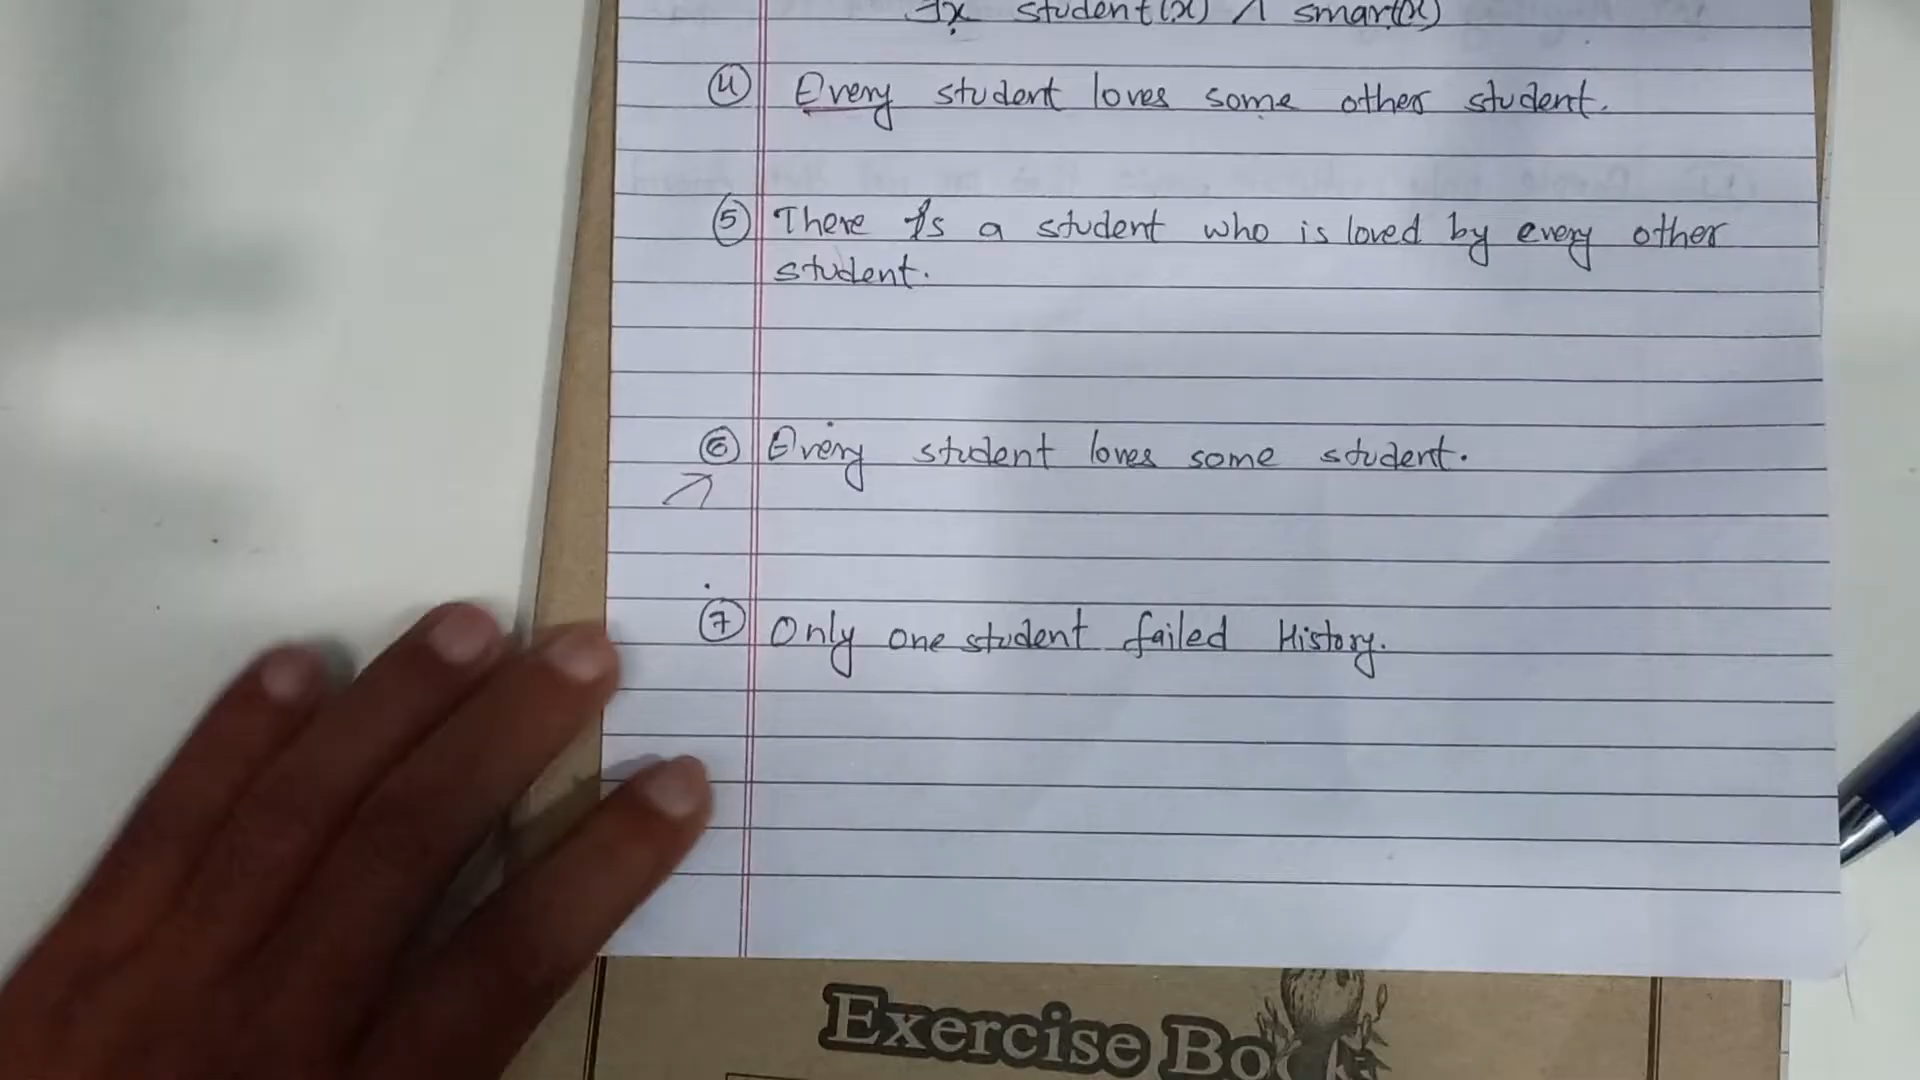 ∃x student(x) ∧ smart(x)
④ Every student loves some other student.
⑤ There is a student who is loved by every other
student.
⑥ Every student loves some student.
⑦ Only one student failed History.
Exercise Book